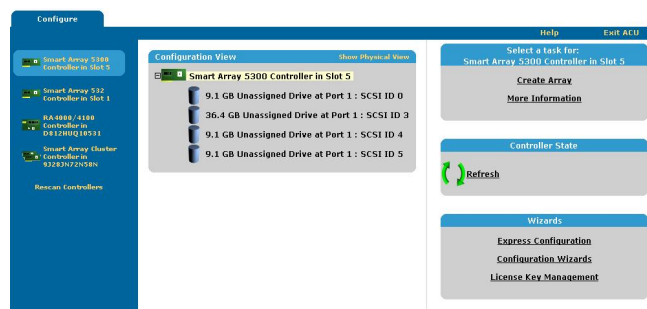 Configure
Help
Exit ACU
Smart Array 5300
Controller in Slot 5
Smart Array 532
Controller in Slot 1
RA4000/4100
Controller in
D812HUQ10531
Smart Array Cluster
Controller in
9J28JN72N58N
Rescan Controllers
Configuration View
Show Physical View
Smart Array 5300 Controller in Slot 5
9.1 GB Unassigned Drive at Port 1 : SCSI ID 0
36.4 GB Unassigned Drive at Port 1 : SCSI ID 3
9.1 GB Unassigned Drive at Port 1 : SCSI ID 4
9.1 GB Unassigned Drive at Port 1 : SCSI ID 5
Select a task for:
Smart Array 5300 Controller in Slot 5
Create Array
More Information
Controller State
Refresh
Wizards
Express Configuration
Configuration Wizards
License Key Management